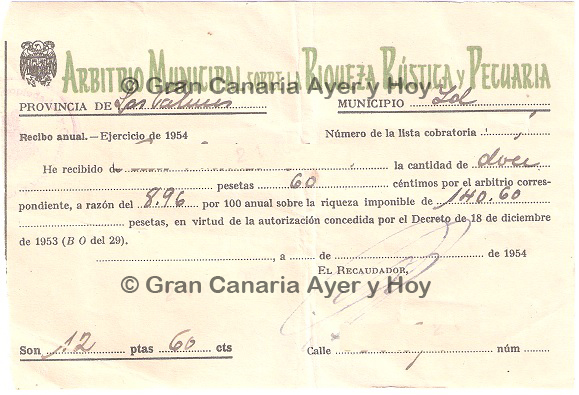 ARBITRIO MUNICIPAL SOBRE LA RIQUEZA RÚSTICA Y PECUARIA
© Gran Canaria Ayer y Hoy
PROVINCIA DE Las Palmas MUNICIPIO
Recibo anual.—Ejercicio de 1954 Número de la lista cobratoria
He recibido de la cantidad de doce
pesetas 60 céntimos por el arbitrio corres-
pondiente, a razón del 8.96 por 100 anual sobre la riqueza imponible de 140.60
pesetas, en virtud de la autorización concedida por el Decreto de 18 de diciembre
de 1953 (B O del 29).
, a de de 1954
EL RECAUDADOR,
© Gran Canaria Ayer y Hoy
Son 12 ptas 60 cts Calle núm